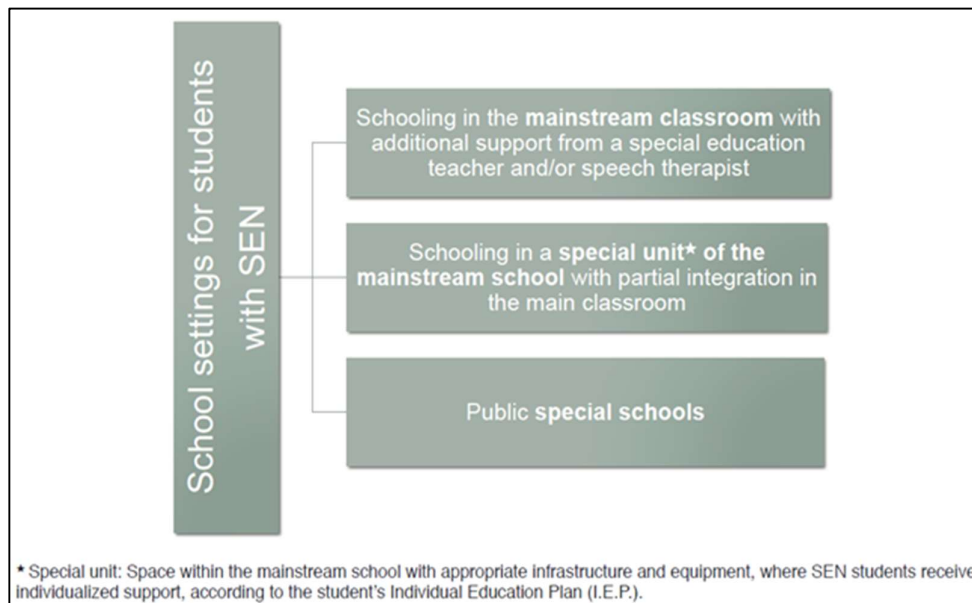 School settings for students
with SEN
Schooling in the mainstream classroom with
additional support from a special education
teacher and/or speech therapist
Schooling in a special unit* of the
mainstream school with partial integration in
the main classroom
Public special schools
* Special unit: Space within the mainstream school with appropriate infrastructure and equipment, where SEN students receive
individualized support, according to the student's Individual Education Plan (I.E.P.).